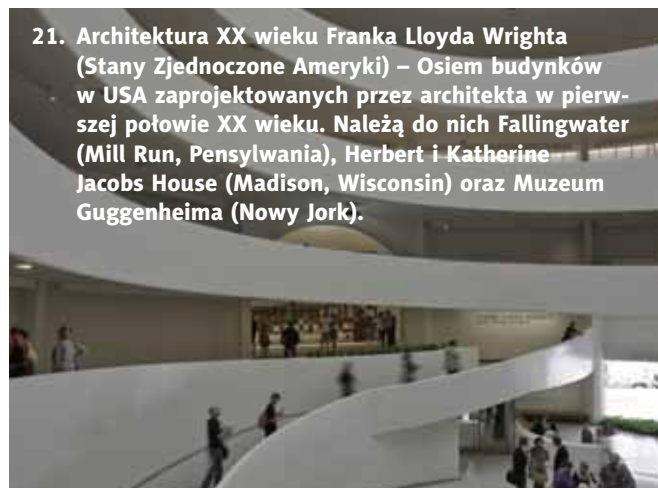 21. Architektura XX wieku Franka Lloyda Wrighta
(Stany Zjednoczone Ameryki) – Osiem budynków
w USA zaprojektowanych przez architekta w pierw-
szej połowie XX wieku. Należą do nich Fallingwater
(Mill Run, Pensylwania), Herbert i Katherine
Jacobs House (Madison, Wisconsin) oraz Muzeum
Guggenheima (Nowy Jork).